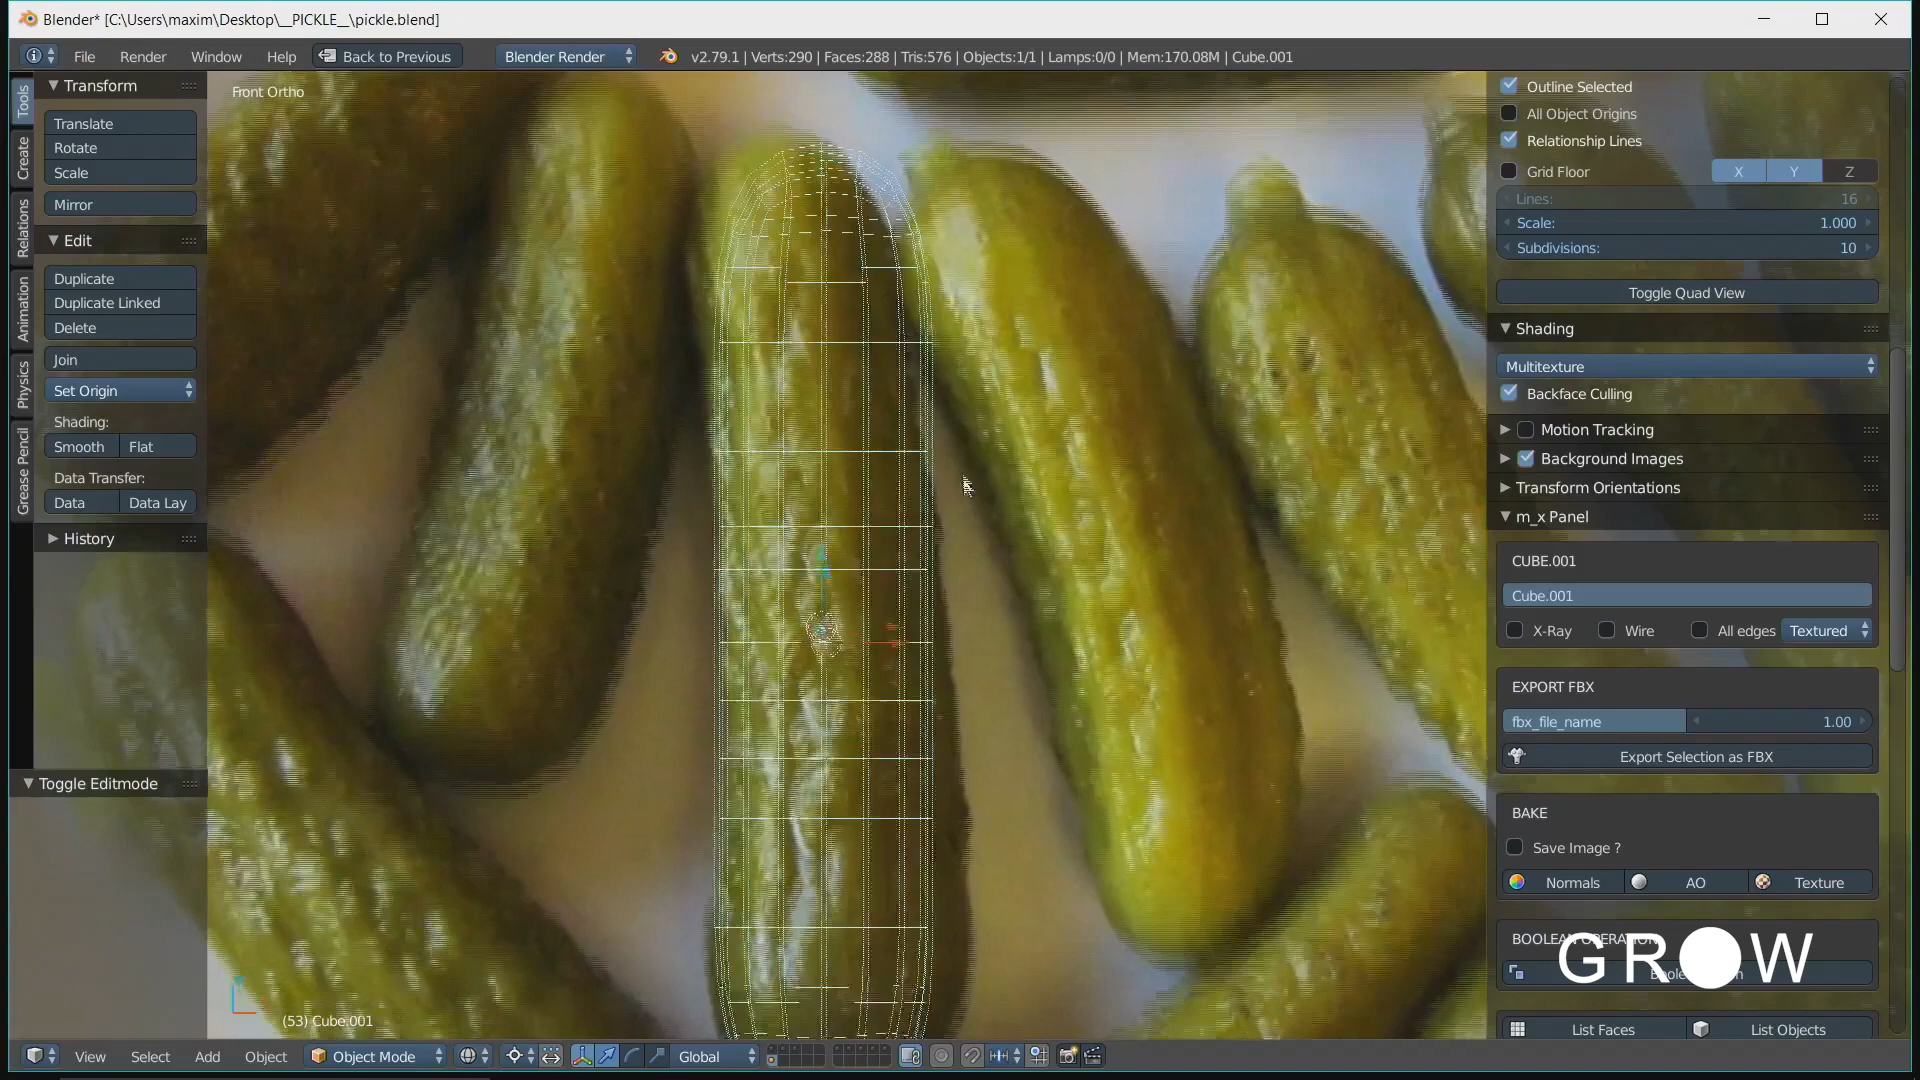 Blender* [C:\Users\maxim\Desktop\__PICKLE__\pickle.blend]
File Render Window Help Back to Previous Blender Render v2.79.1 | Verts:290 | Faces:288 | Tris:576 | Objects:1/1 | Lamps:0/0 | Mem:170.08M | Cube.001
Tools
Create
Relations
Animation
Physics
Grease Pencil
Transform
Translate
Rotate
Scale
Mirror
Edit
Duplicate
Duplicate Linked
Delete
Join
Set Origin
Shading:
Smooth Flat
Data Transfer:
Data Data Lay
History
Toggle Editmode
Front Ortho
(53) Cube.001
Outline Selected
All Object Origins
Relationship Lines
Grid Floor X Y Z
Lines: 16
Scale: 1.000
Subdivisions: 10
Toggle Quad View
Shading
Multitexture
Backface Culling
Motion Tracking
Background Images
Transform Orientations
m_x Panel
CUBE.001
Cube.001
X-Ray Wire All edges Textured
EXPORT FBX
fbx_file_name 1.00
Export Selection as FBX
BAKE
Save Image ?
Normals AO Texture
GROW
List Faces List Objects
View Select Add Object Object Mode Global